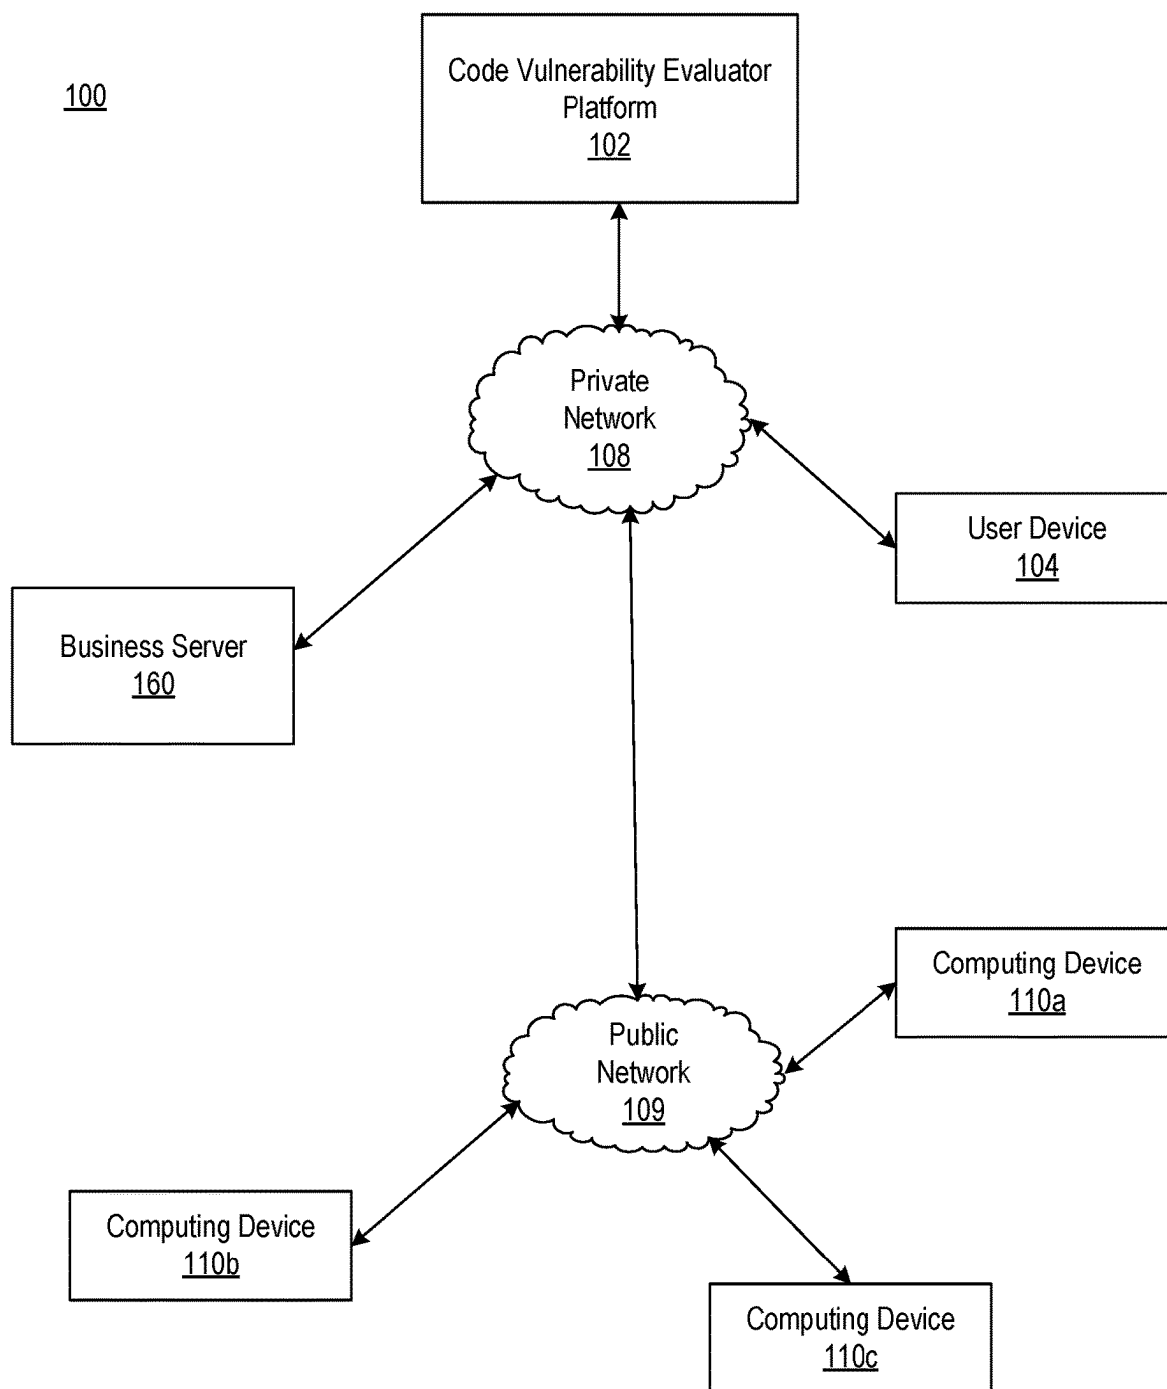 100
Code Vulnerability Evaluator
Platform
102
Private
Network
108
User Device
104
Business Server
160
Computing Device
110a
Public
Network
109
Computing Device
110b
Computing Device
110c